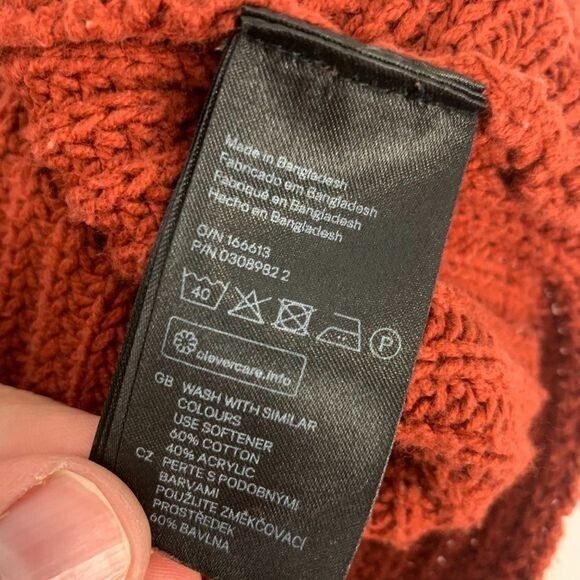 Made in Bangladesh
Fabricado em Bangladesh
Fabriqué en Bangladesh
Hecho en Bangladesh
O/N 166613
P/N 0308982 2
40
P
clevercare.info
GB WASH WITH SIMILAR
COLOURS
USE SOFTENER
60% COTTON
40% ACRYLIC
CZ PERTE S PODOBNÝMI
BARVAMI
POUŽIJTE ZMĚKČOVACÍ
PROSTŘEDEK
60% BAVLNA